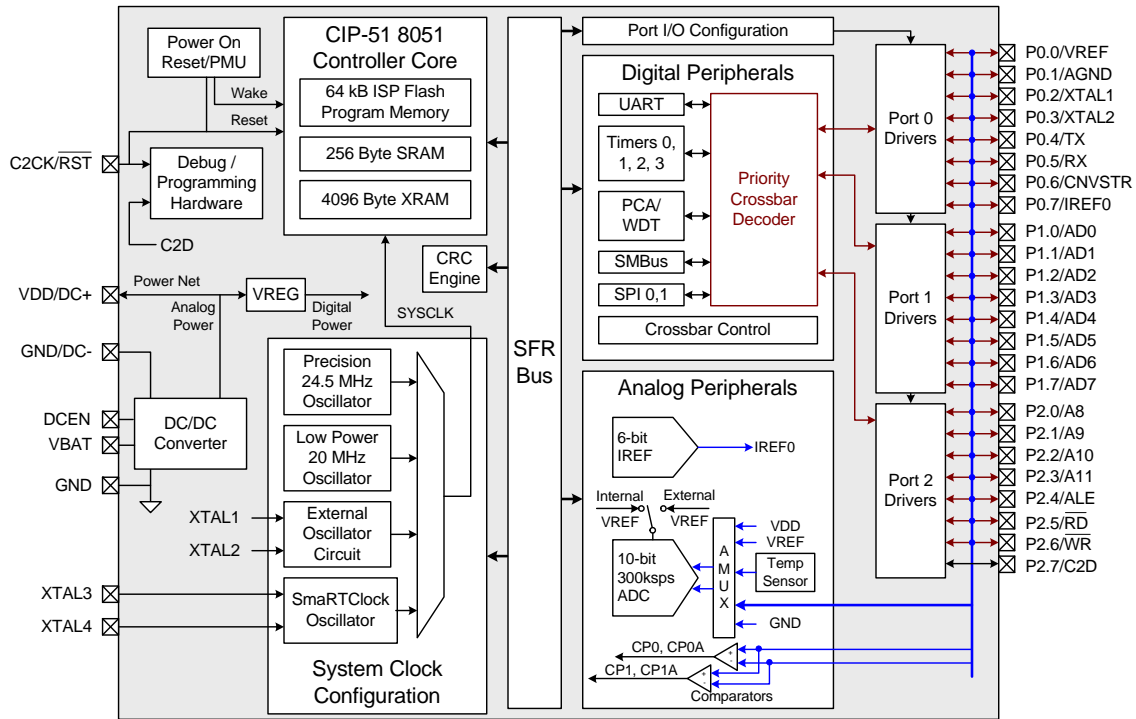 Power On
Reset/PMU
Wake
Reset
C2CK/RST
Debug /
Programming
Hardware
C2D
CIP-51 8051
Controller Core
64 kB ISP Flash
Program Memory
256 Byte SRAM
4096 Byte XRAM
CRC
Engine
VDD/DC+
Power Net
VREG
Analog
Power
Digital
Power
SYSCLK
GND/DC-
DCEN
VBAT
GND
DC/DC
Converter
XTAL1
XTAL2
XTAL3
XTAL4
Precision
24.5 MHz
Oscillator
Low Power
20 MHz
Oscillator
External
Oscillator
Circuit
SmaRTClock
Oscillator
System Clock
Configuration
SFR
Bus
Port I/O Configuration
Digital Peripherals
UART
Timers 0,
1, 2, 3
PCA/
WDT
SMBus
SPI 0,1
Priority
Crossbar
Decoder
Crossbar Control
Analog Peripherals
6-bit
IREF
IREF0
Internal
VREF
External
VREF
10-bit
300ksps
ADC
A
M
U
X
VDD
VREF
Temp
Sensor
GND
CP0, CP0A
+
-
CP1, CP1A
+
-
Comparators
Port 0
Drivers
Port 1
Drivers
Port 2
Drivers
P0.0/VREF
P0.1/AGND
P0.2/XTAL1
P0.3/XTAL2
P0.4/TX
P0.5/RX
P0.6/CNVSTR
P0.7/IREF0
P1.0/AD0
P1.1/AD1
P1.2/AD2
P1.3/AD3
P1.4/AD4
P1.5/AD5
P1.6/AD6
P1.7/AD7
P2.0/A8
P2.1/A9
P2.2/A10
P2.3/A11
P2.4/ALE
P2.5/RD
P2.6/WR
P2.7/C2D